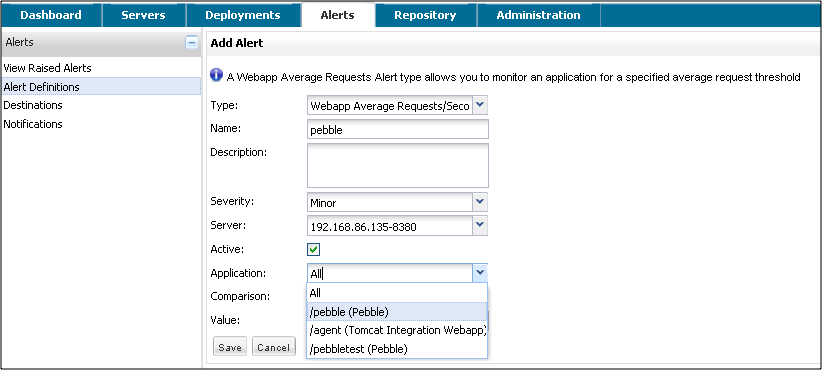 Dashboard Servers Deployments Alerts Repository Administration
Alerts
View Raised Alerts
Alert Definitions
Destinations
Notifications
Add Alert
A Webapp Average Requests Alert type allows you to monitor an application for a specified average request threshold
Type: Webapp Average Requests/Seco
Name: pebble
Description:
Severity: Minor
Server: 192.168.86.135-8380
Active:
Application: All
Comparison: All
/pebble (Pebble)
Value:
/agent (Tomcat Integration Webapp)
/pebbletest (Pebble)
Save Cancel